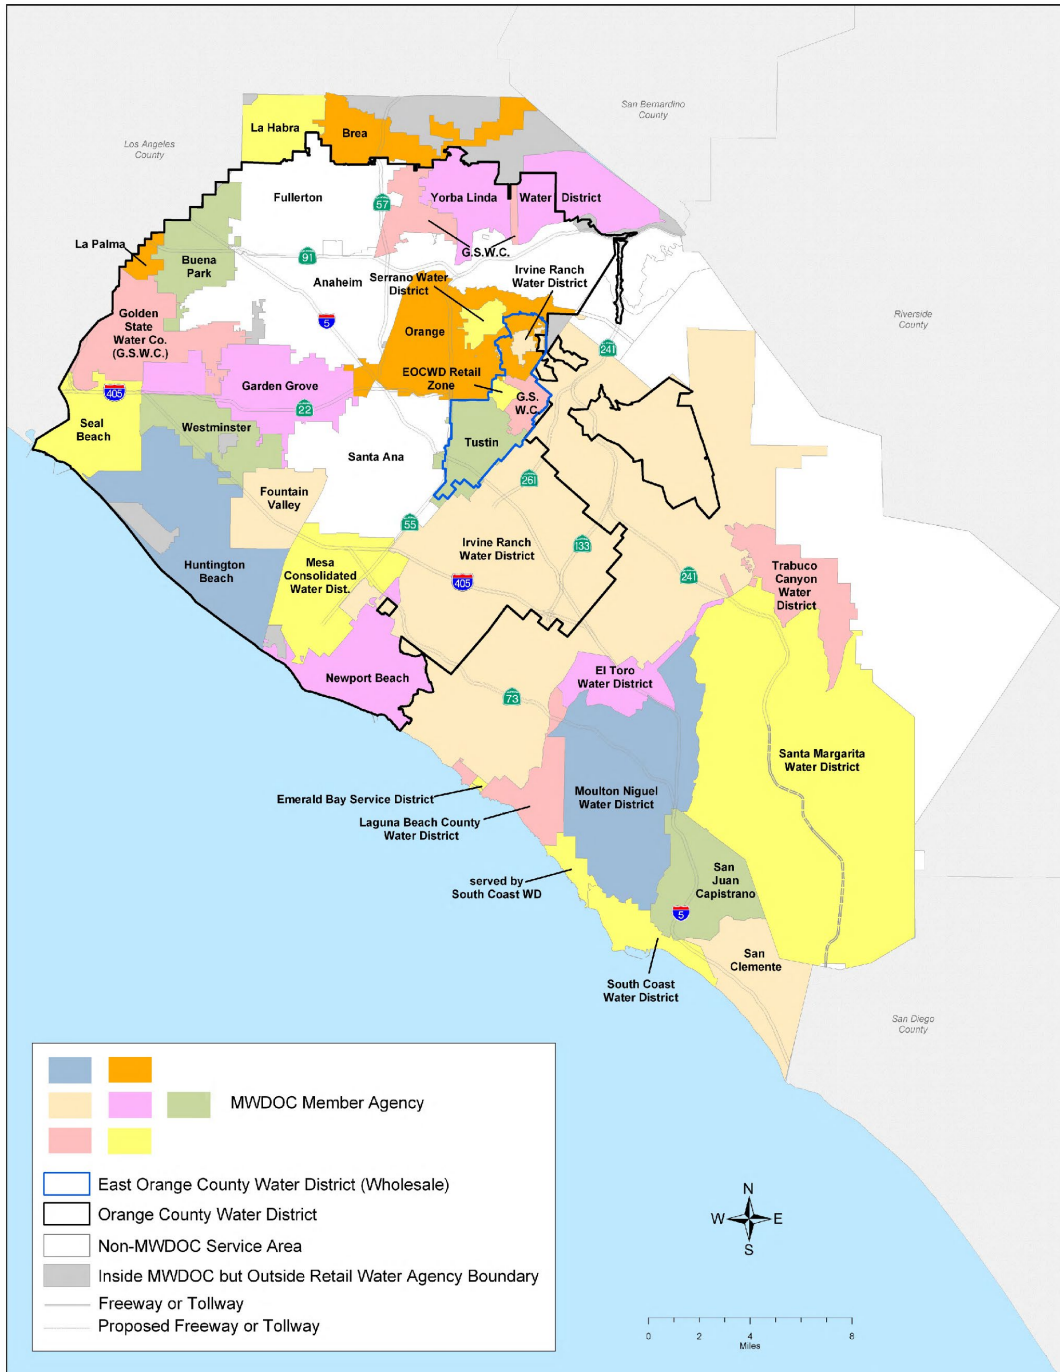 San Bernardino
County
Los Angeles
County
La Habra
Brea
Fullerton
57
Yorba Linda
Water
District
La Palma
Buena
Park
91
G.S.W.C.
Anaheim
Serrano Water
District
Irvine Ranch
Water District
Golden
State
Water Co.
(G.S.W.C.)
5
Orange
241
Riverside
County
EOCWD Retail
Zone
G.S.
W.C.
405
Garden Grove
22
Seal
Beach
Westminster
Tustin
Santa Ana
261
Fountain
Valley
55
Irvine Ranch
Water District
133
Huntington
Beach
Mesa
Consolidated
Water Dist.
405
241
Trabuco
Canyon
Water
District
Newport Beach
El Toro
Water District
73
Santa Margarita
Water District
Emerald Bay Service District
Moulton Niguel
Water District
Laguna Beach County
Water District
served by
South Coast WD
San
Juan
Capistrano
5
San
Clemente
South Coast
Water District
San Diego
County
MWDOC Member Agency
East Orange County Water District (Wholesale)
Orange County Water District
Non-MWDOC Service Area
Inside MWDOC but Outside Retail Water Agency Boundary
Freeway or Tollway
Proposed Freeway or Tollway
N
W
E
S
0 2 4 6 8
Miles